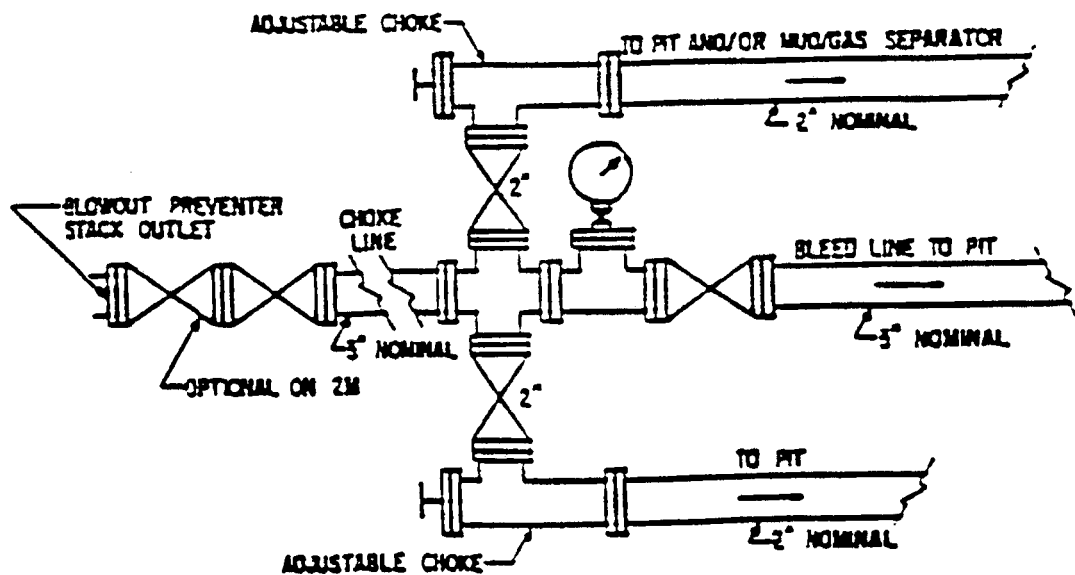 ADJUSTABLE CHOKE
TO PIT AND/OR MUD/GAS SEPARATOR
2" NOMINAL
2"
BLOWOUT PREVENTER
STACK OUTLET
CHOKE
LINE
BLEED LINE TO PIT
3" NOMINAL
3" NOMINAL
OPTIONAL ON 2M
2"
TO PIT
2" NOMINAL
ADJUSTABLE CHOKE